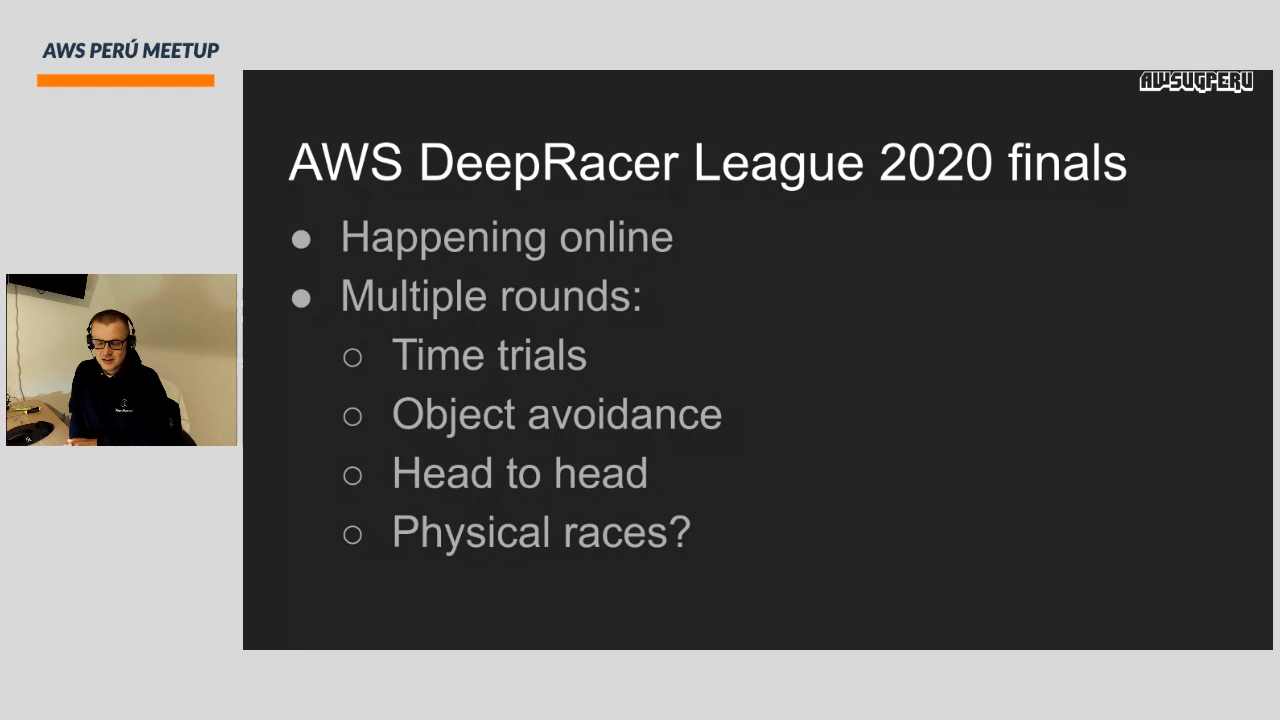 AWS PERÚ MEETUP
AWSUGPERU
AWS DeepRacer League 2020 finals
● Happening online
● Multiple rounds:
○ Time trials
○ Object avoidance
○ Head to head
○ Physical races?